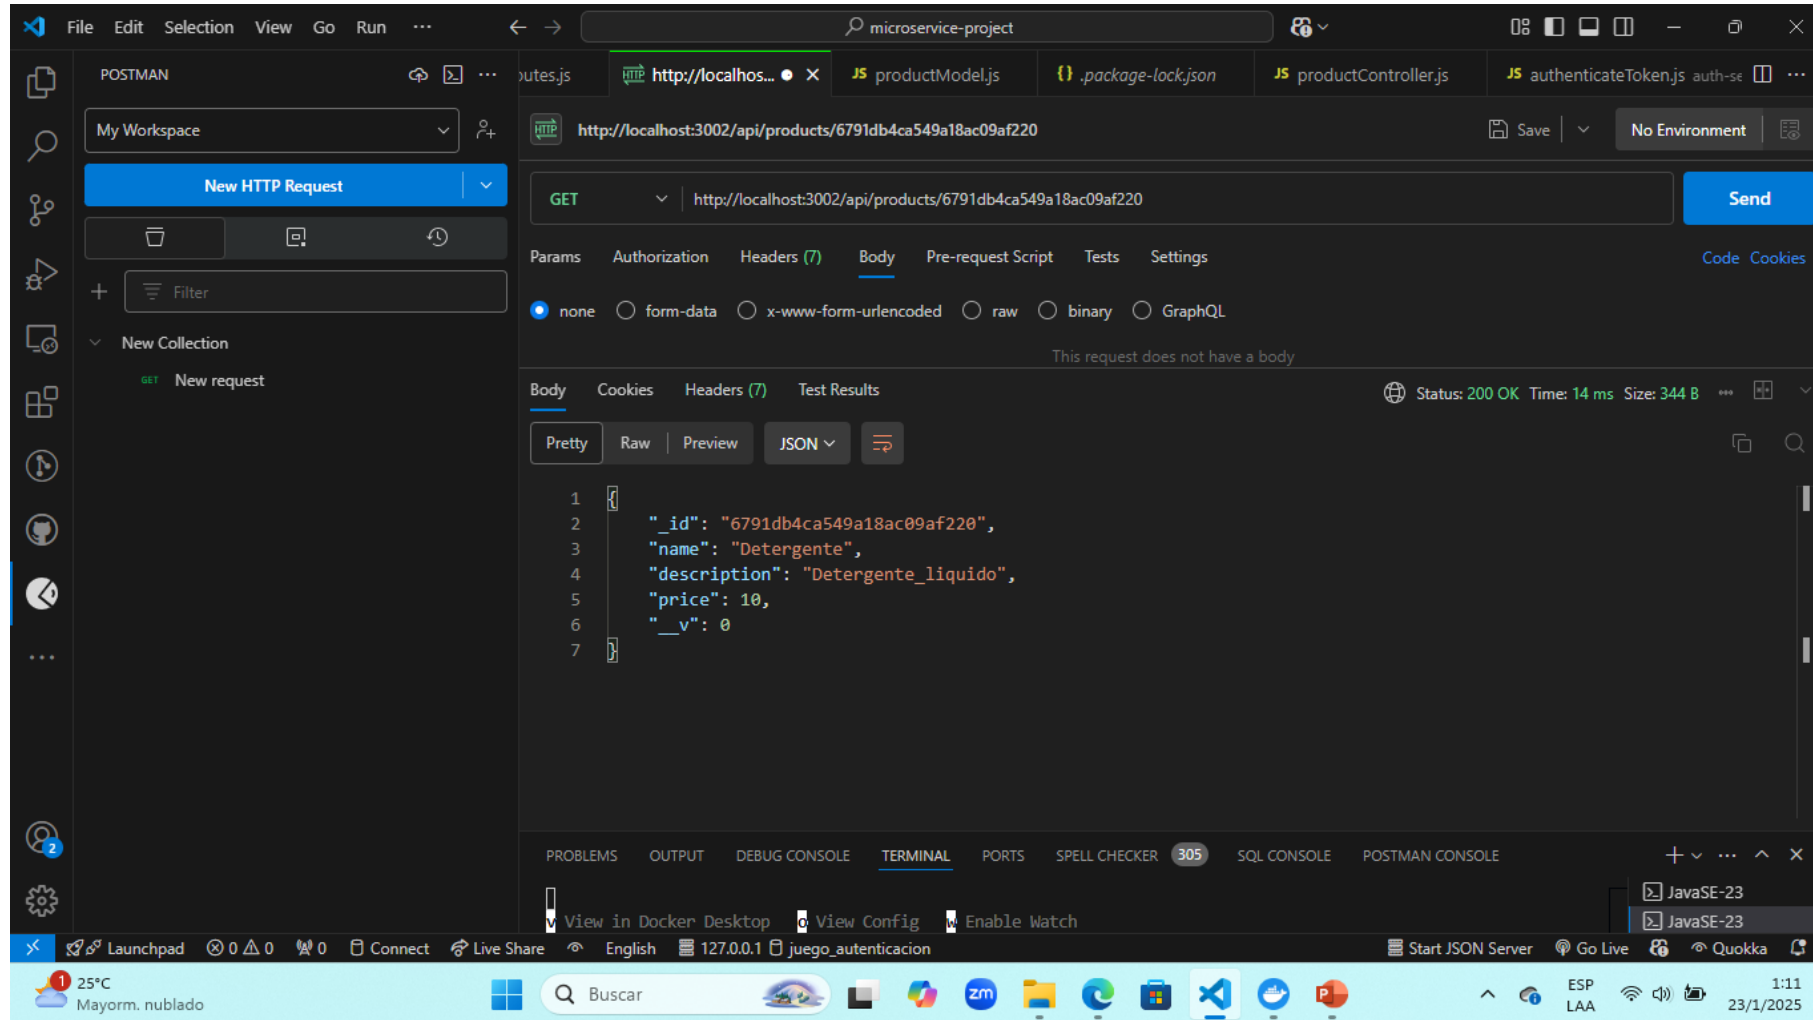 File Edit Selection View Go Run ··· microservice-project
POSTMAN
utes.js
HTTP http://localhos... ● ×
JS productModel.js
{} .package-lock.json
JS productController.js
JS authenticateToken.js auth-se
My Workspace
HTTP http://localhost:3002/api/products/6791db4ca549a18ac09af220
Save
No Environment
New HTTP Request
GET http://localhost:3002/api/products/6791db4ca549a18ac09af220 Send
Params Authorization Headers (7) Body Pre-request Script Tests Settings Code Cookies
Filter
none form-data x-www-form-urlencoded raw binary GraphQL
New Collection
This request does not have a body
GET New request
Body Cookies Headers (7) Test Results Status: 200 OK Time: 14 ms Size: 344 B
Pretty Raw Preview JSON
1 {
2 "_id": "6791db4ca549a18ac09af220",
3 "name": "Detergente",
4 "description": "Detergente_liquido",
5 "price": 10,
6 "__v": 0
7 }
2
PROBLEMS OUTPUT DEBUG CONSOLE TERMINAL PORTS SPELL CHECKER 305 SQL CONSOLE POSTMAN CONSOLE
JavaSE-23
v View in Docker Desktop o View Config w Enable Watch
JavaSE-23
Launchpad 0 0 0 Connect Live Share English 127.0.0.1 juego_autenticacion Start JSON Server Go Live Quokka
1
25°C
Mayorm. nublado
Buscar
zm
P
ESP
LAA
1:11
23/1/2025